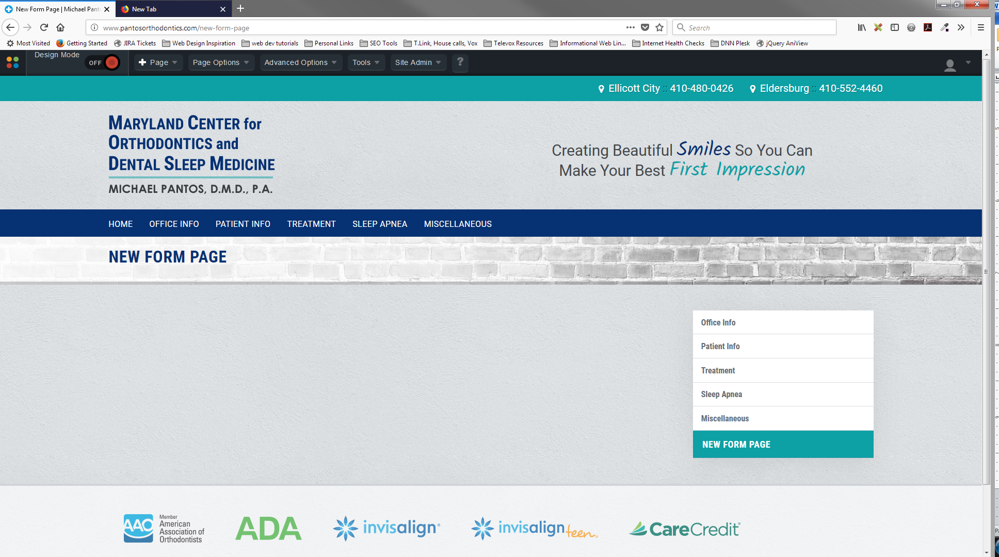 New Form Page | Michael Pant
New Tab
www.pantosorthodontics.com/new-form-page
Search
Most Visited
Getting Started
JIRA Tickets
Web Design Inspiration
web dev tutorials
Personal Links
SEO Tools
T.Link, House calls, Vox
Televox Resources
Informational Web Lin...
Internet Health Checks
DNN Plesk
jQuery AniView
Design Mode
OFF
Page
Page Options
Advanced Options
Tools
Site Admin
?
Ellicott City :: 410-480-0426
Eldersburg :: 410-552-4460
MARYLAND CENTER for
ORTHODONTICS and
DENTAL SLEEP MEDICINE
MICHAEL PANTOS, D.M.D., P.A.
Creating Beautiful Smiles So You Can
Make Your Best First Impression
HOME
OFFICE INFO
PATIENT INFO
TREATMENT
SLEEP APNEA
MISCELLANEOUS
NEW FORM PAGE
Office Info
Patient Info
Treatment
Sleep Apnea
Miscellaneous
NEW FORM PAGE
AAO
Member
American
Association of
Orthodontists
ADA
invisalign®
invisalign teen®
CareCredit®